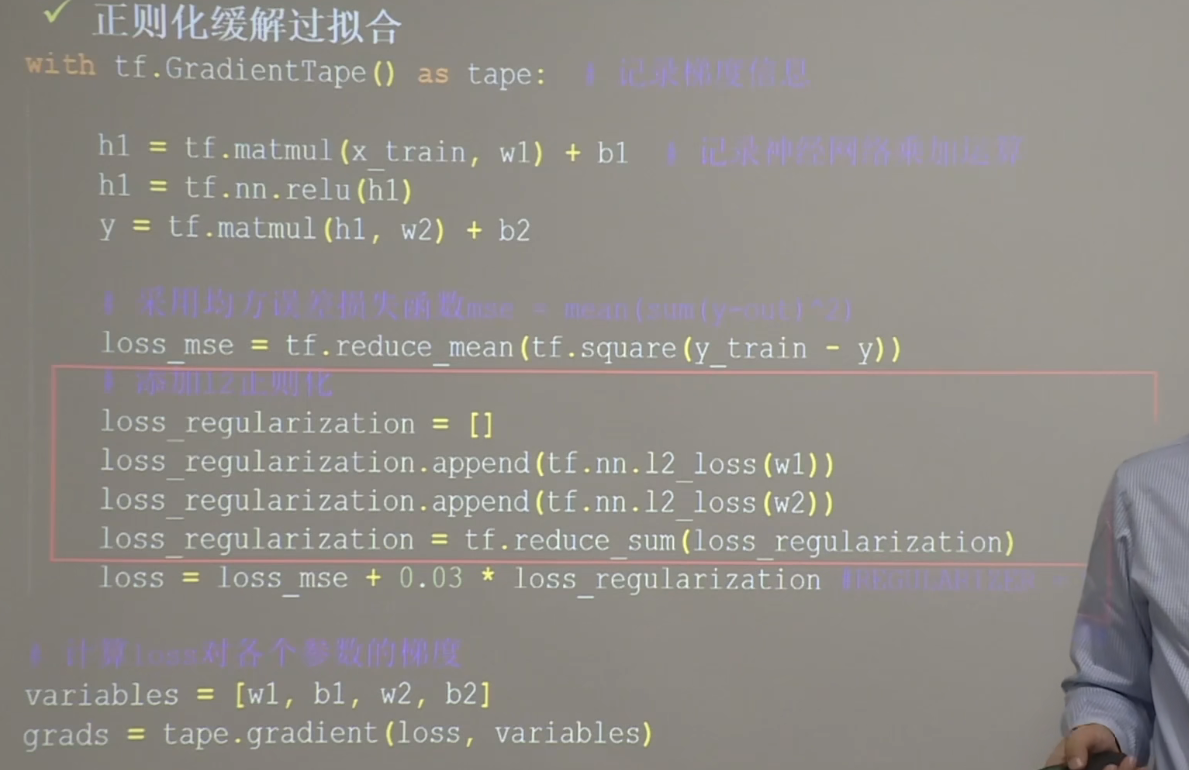 ✓ 正则化缓解过拟合
with tf.GradientTape() as tape: # 记录梯度信息
h1 = tf.matmul(x_train, w1) + b1 # 记录神经网络乘加运算
h1 = tf.nn.relu(h1)
y = tf.matmul(h1, w2) + b2
# 采用均方误差损失函数mse = mean(sum(y-out)^2)
loss_mse = tf.reduce_mean(tf.square(y_train - y))
# 添加l2正则化
loss_regularization = []
loss_regularization.append(tf.nn.l2_loss(w1))
loss_regularization.append(tf.nn.l2_loss(w2))
loss_regularization = tf.reduce_sum(loss_regularization)
loss = loss_mse + 0.03 * loss_regularization #REGULARIZER =
# 计算loss对各个参数的梯度
variables = [w1, b1, w2, b2]
grads = tape.gradient(loss, variables)